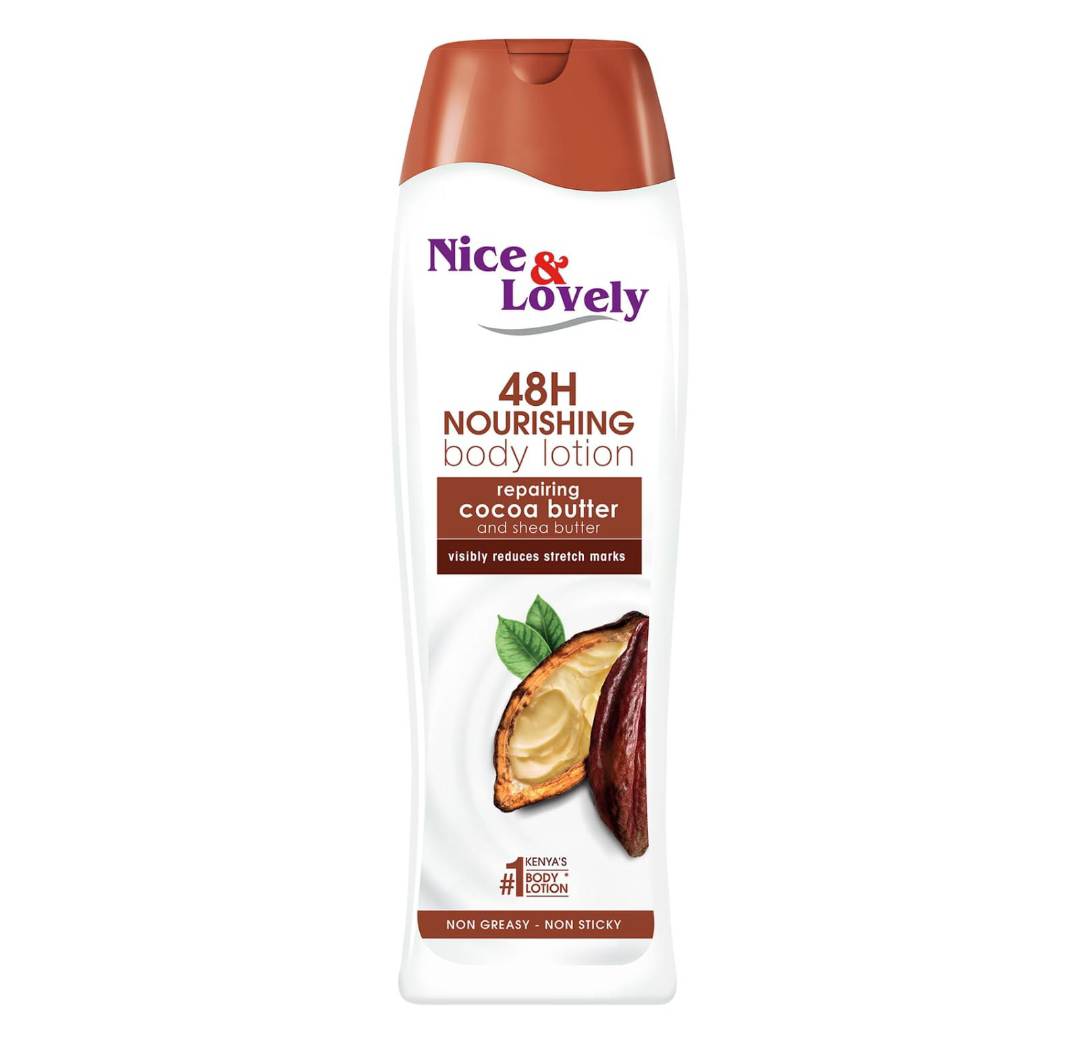 Nice &
Lovely
48H
NOURISHING
body lotion
repairing
cocoa butter
and shea butter
visibly reduces stretch marks
#1 KENYA'S
BODY *
LOTION
NON GREASY - NON STICKY